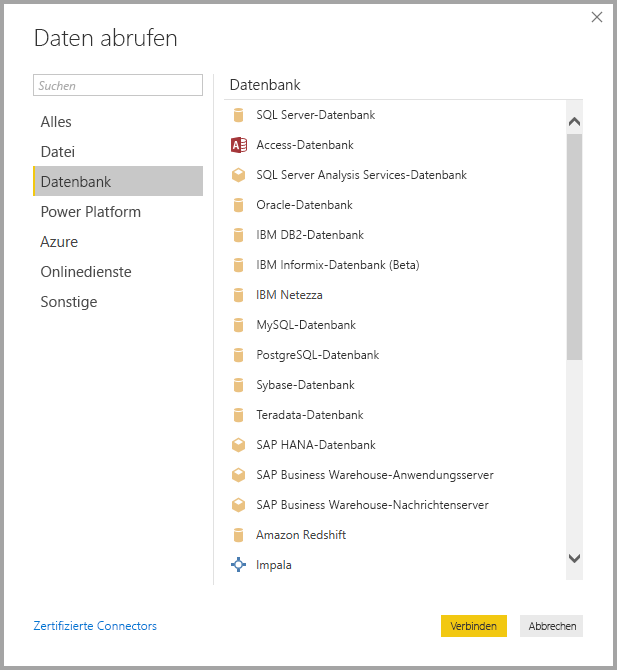 Daten abrufen
Suchen
Alles
Datei
Datenbank
Power Platform
Azure
Onlinedienste
Sonstige
Datenbank
SQL Server-Datenbank
Access-Datenbank
SQL Server Analysis Services-Datenbank
Oracle-Datenbank
IBM DB2-Datenbank
IBM Informix-Datenbank (Beta)
IBM Netezza
MySQL-Datenbank
PostgreSQL-Datenbank
Sybase-Datenbank
Teradata-Datenbank
SAP HANA-Datenbank
SAP Business Warehouse-Anwendungsserver
SAP Business Warehouse-Nachrichtenserver
Amazon Redshift
Impala
Zertifizierte Connectors
Verbinden
Abbrechen